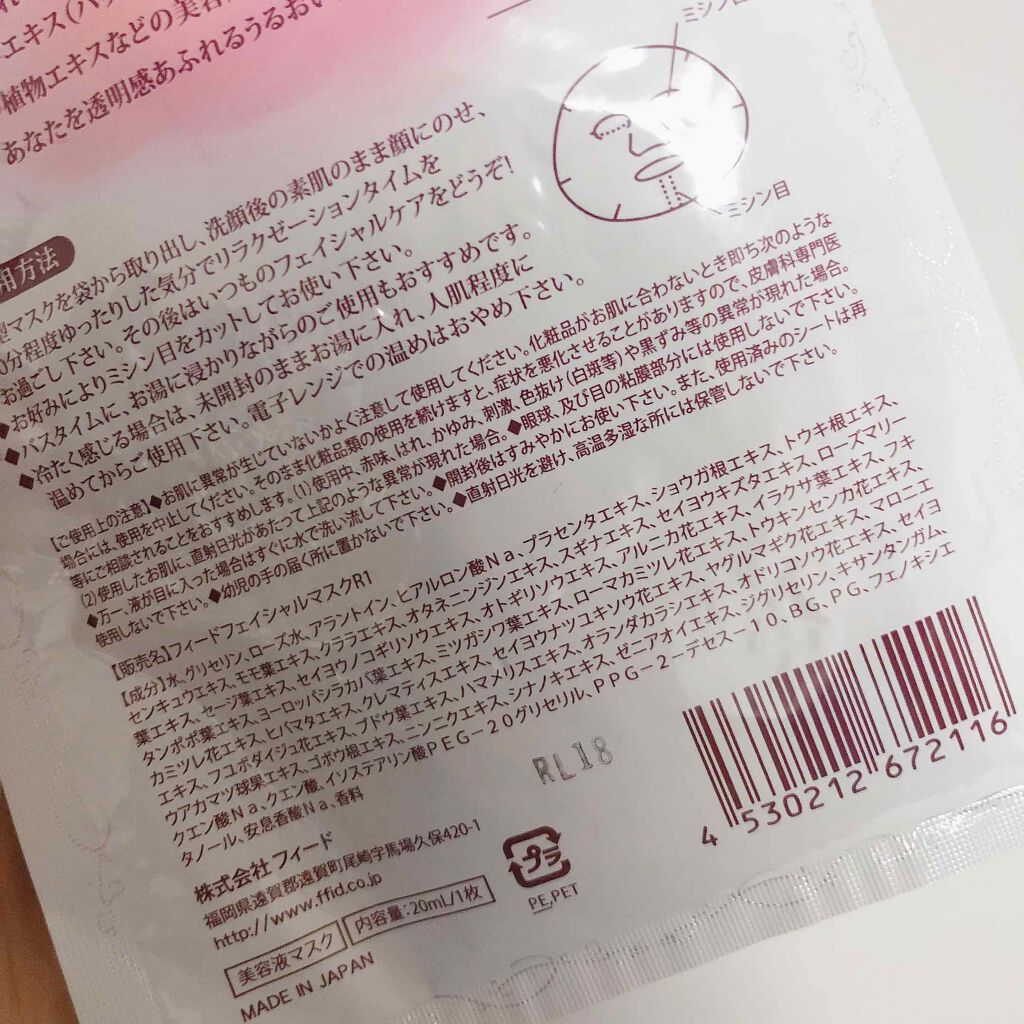 エキス(バ
植物エキスなどの美容
あなたを透明感あふれるうるおい
ミシン目
ミシン目
用方法
型マスクを袋から取り出し、洗顔後の素肌のまま顔にのせ、
0分程度ゆったりした気分でリラクゼーションタイムを
お過ごし下さい。その後はいつものフェイシャルケアをどうぞ!
◆お好みによりミシン目をカットしてお使い下さい。
◆バスタイムに、お湯に浸かりながらのご使用もおすすめです。
◆冷たく感じる場合は、未開封のままお湯に入れ、人肌程度に
温めてからご使用下さい。電子レンジでの温めはおやめ下さい。
【ご使用上の注意】◆お肌に異常が生じていないかよく注意して使用してください。化粧品がお肌に合わないとき即ち次のような
場合には、使用を中止してください。そのまま化粧品類の使用を続けますと、症状を悪化させることがありますので、皮膚科専門医
等にご相談されることをおすすめします。(1)使用中、赤味、はれ、かゆみ、刺激、色抜け(白斑等)や黒ずみ等の異常が現れた場合。
(2)使用したお肌に、直射日光があたって上記のような異常が現れた場合。◆眼球、及び目の粘膜部分には使用しないで下さい。
◆万一、液が目に入った場合はすぐに水で洗い流して下さい。◆開封後はすみやかにお使い下さい。また、使用済みのシートは再
使用しないで下さい。◆幼児の手の届く所に置かないで下さい。◆直射日光を避け、高温多湿な所には保管しないで下さい。
【販売名】フィードフェイシャルマスクR1
【成分】水、グリセリン、ローズ水、アラントイン、ヒアルロン酸Na、プラセンタエキス、ショウガ根エキス、トウキ根エキス、
センキュウエキス、モモ葉エキス、クララエキス、オタネニンジンエキス、スギナエキス、セイヨウキズタエキス、ローズマリー
葉エキス、セージ葉エキス、セイヨウノコギリソウエキス、オトギリソウエキス、アルニカ花エキス、イラクサ葉エキス、フキ
タンポポ葉エキス、ヨーロッパシラカバ葉エキス、ミツガシワ葉エキス、ローマカミツレ花エキス、トウキンセンカ花エキス、
カミツレ花エキス、ヒバマタエキス、クレマティスエキス、セイヨウナツユキソウ花エキス、ヤグルマギク花エキス、マロニエ
エキス、フユボダイジュ花エキス、ブドウ葉エキス、ハマメリスエキス、オランダカラシエキス、オドリコソウ花エキス、セイヨ
ウアカマツ球果エキス、ゴボウ根エキス、ニンニクエキス、シナノキエキス、ゼニアオイエキス、ジグリセリン、キサンタンガム、
クエン酸Na、クエン酸、イソステアリン酸PEG-20グリセリル、PPG-2-デセス-10、BG、PG、フェノキシエ
タノール、安息香酸Na、香料
株式会社フィード
福岡県遠賀郡遠賀町尾崎字馬場久保420-1
http://www.ffid.co.jp
美容液マスク 内容量:20mL/1枚
MADE IN JAPAN
RL18
プラ
PE,PET
4 530212 672116